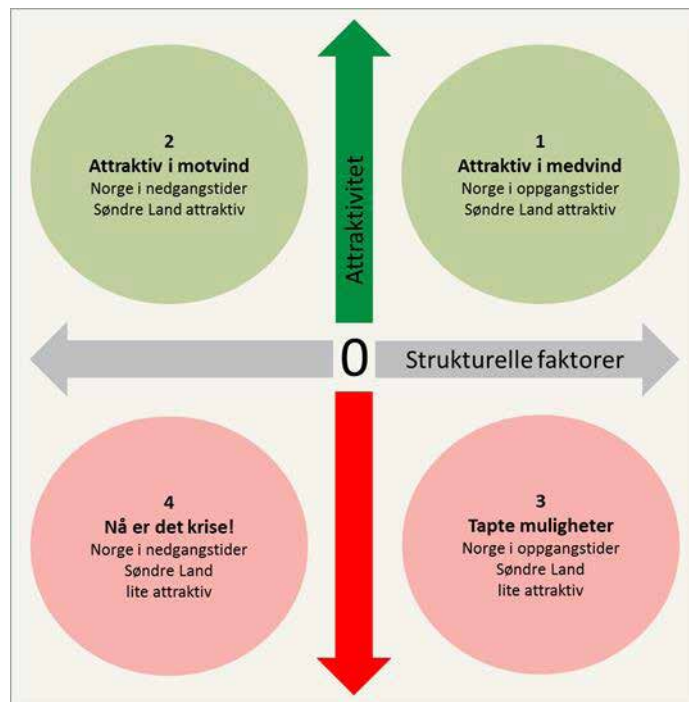 2
Attraktiv i motvind
Norge i nedgangstider
Søndre Land attraktiv
1
Attraktiv i medvind
Norge i oppgangstider
Søndre Land attraktiv
Attraktivitet
0
Strukturelle faktorer
4
Nå er det krise!
Norge i nedgangstider
Søndre Land
lite attraktiv
3
Tapte muligheter
Norge i oppgangstider
Søndre Land
lite attraktiv